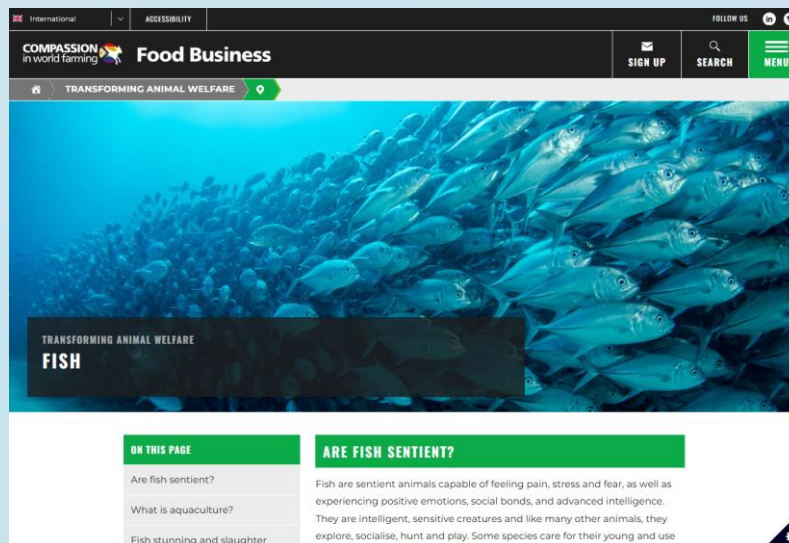 International
ACCESSIBILITY
FOLLOW US
COMPASSION
in world farming
Food Business
SIGN UP
SEARCH
MENU
TRANSFORMING ANIMAL WELFARE
TRANSFORMING ANIMAL WELFARE
FISH
ON THIS PAGE
Are fish sentient?
What is aquaculture?
Fish stunning and slaughter
ARE FISH SENTIENT?
Fish are sentient animals capable of feeling pain, stress and fear, as well as
experiencing positive emotions, social bonds, and advanced intelligence.
They are intelligent, sensitive creatures and like many other animals, they
explore, socialise, hunt and play. Some species care for their young and use